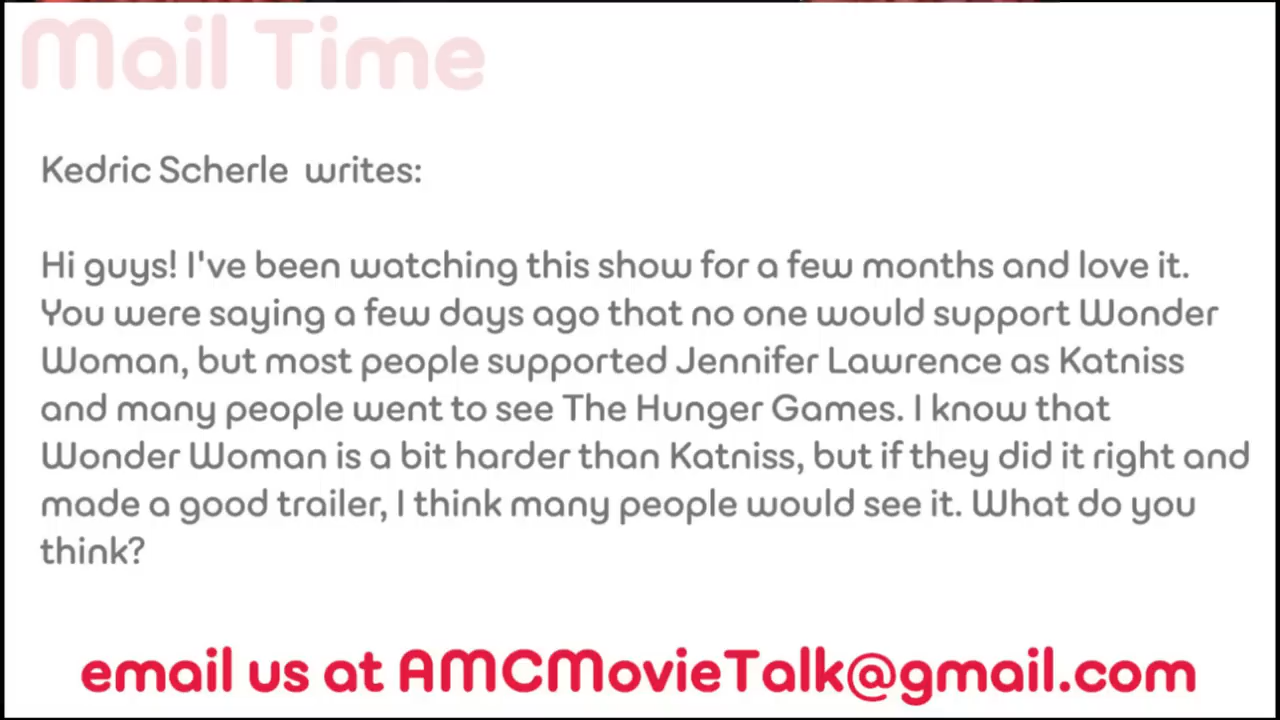 Mail Time
Kedric Scherle writes:
Hi guys! I've been watching this show for a few months and love it.
You were saying a few days ago that no one would support Wonder
Woman, but most people supported Jennifer Lawrence as Katniss
and many people went to see The Hunger Games. I know that
Wonder Woman is a bit harder than Katniss, but if they did it right and
made a good trailer, I think many people would see it. What do you
think?
email us at AMCMovieTalk@gmail.com